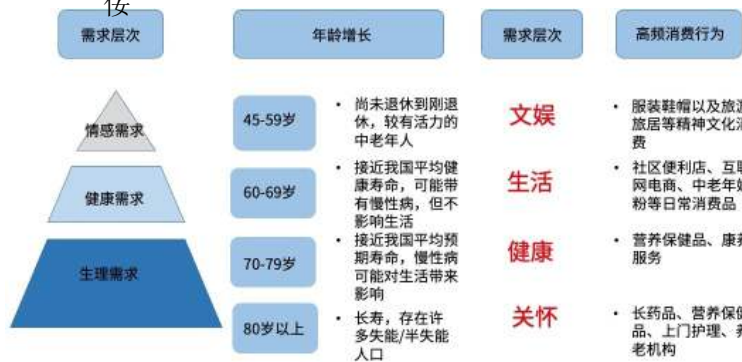 需求层次
年龄增长
需求层次
高频消费行为
情感需求
健康需求
生理需求
45-59岁
• 尚未退休到刚退
休，较有活力的
中老年人
文娱
• 服装鞋帽以及旅
旅居等精神文化
费
60-69岁
• 接近我国平均健
康寿命，可能带
有慢性病，但不
影响生活
生活
• 社区便利店、互
网电商、中老年
粉等日常消费品
70-79岁
• 接近我国平均预
期寿命，慢性病
可能对生活带来
影响
健康
• 营养保健品、康
服务
80岁以上
• 长寿，存在许
多失能/半失能
人口
关怀
• 长药品、营养保
品、上门护理、
老机构